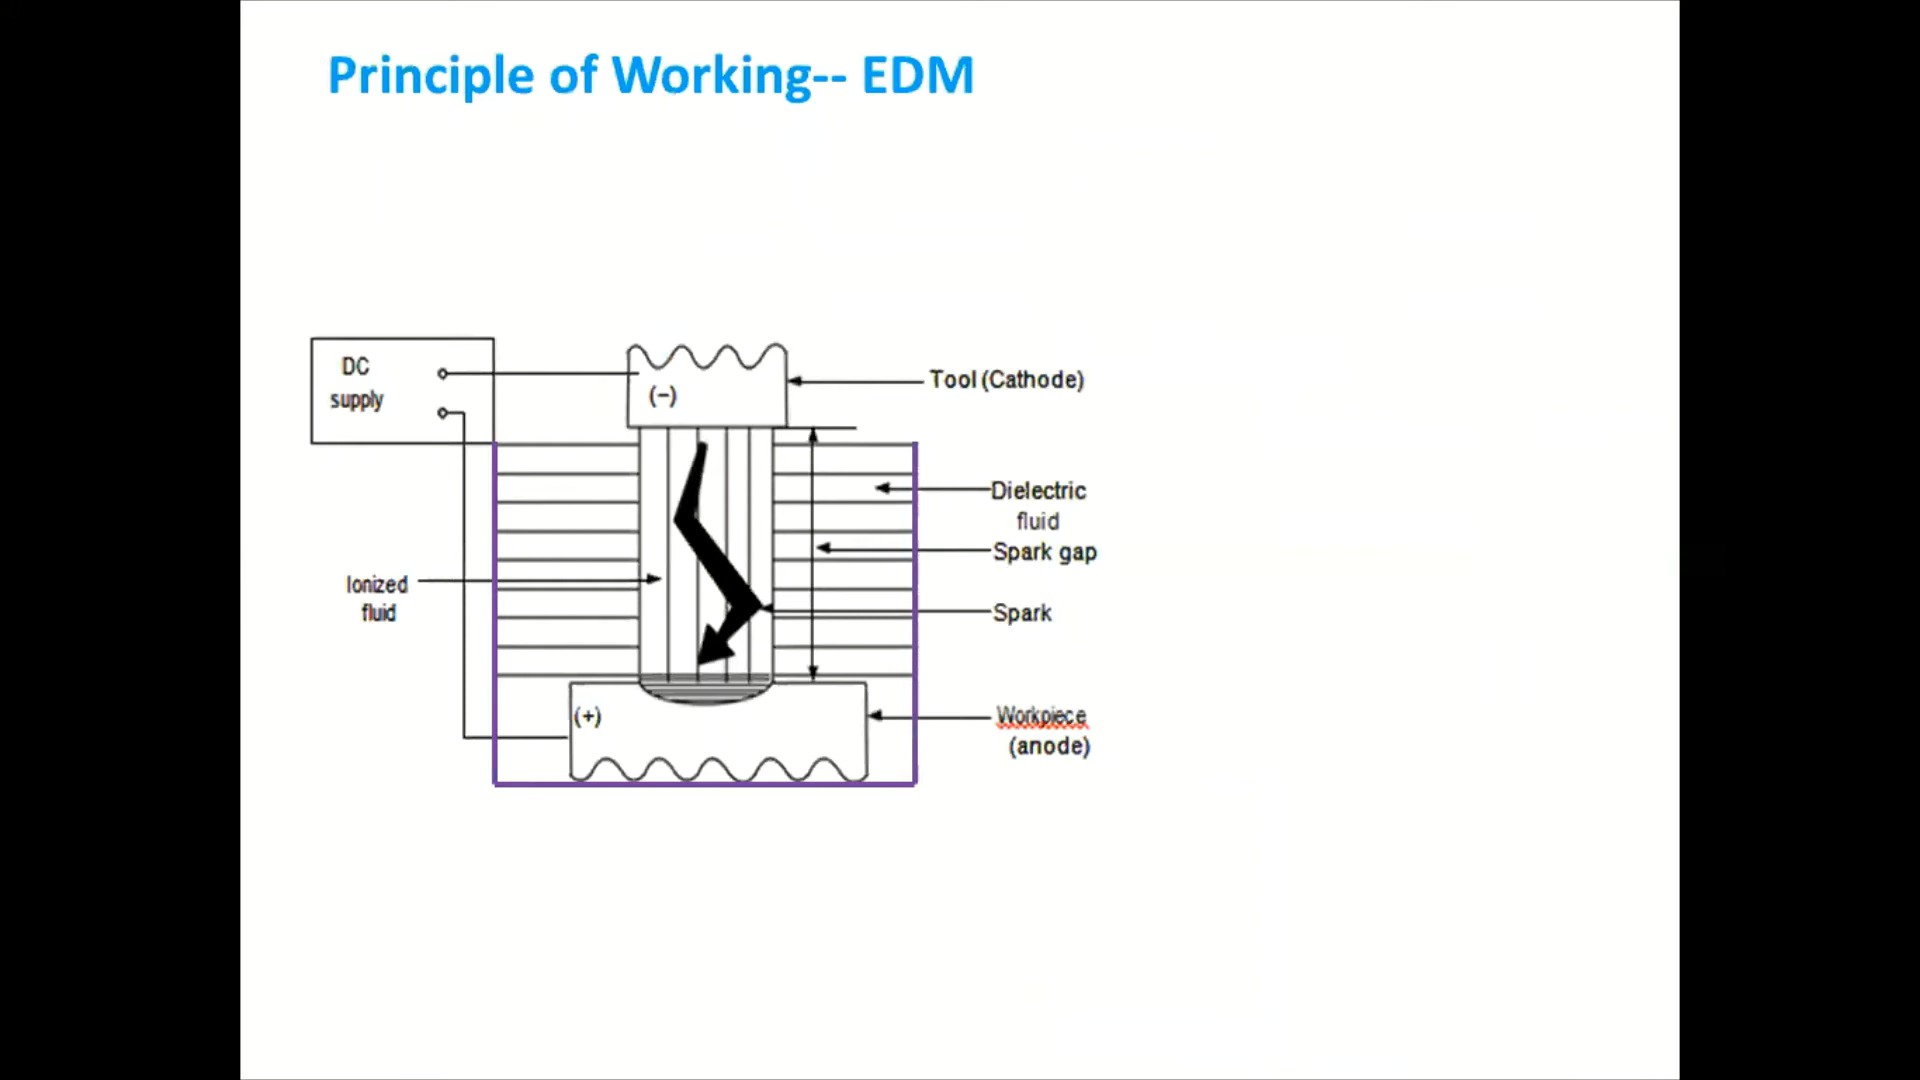 Principle of Working-- EDM
DC
supply
(−)
Tool (Cathode)
Dielectric
fluid
Spark gap
Ionized
fluid
Spark
(+)
Workpiece
(anode)